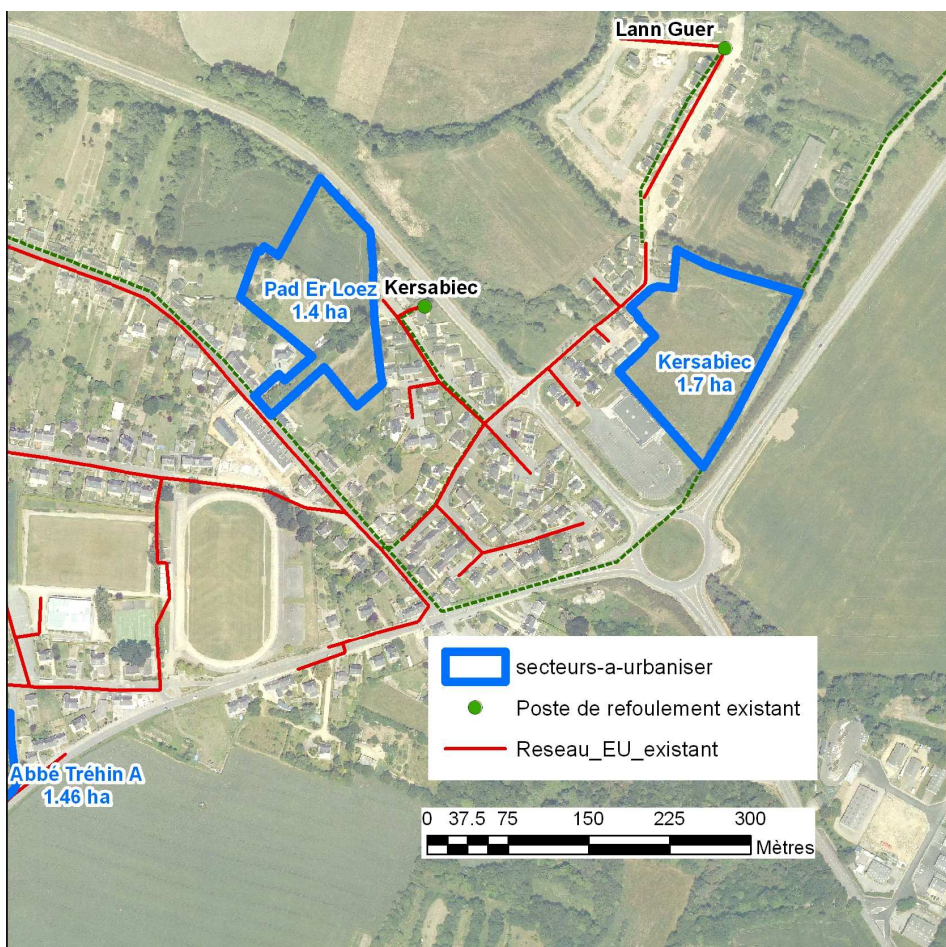 Lann Guer
Pad Er Loez
1.4 ha
Kersabiec
Kersabiec
1.7 ha
secteurs-a-urbaniser
Poste de refoulement existant
Reseau_EU_existant
Abbé Tréhin A
1.46 ha
0 37.5 75 150 225 300
Mètres